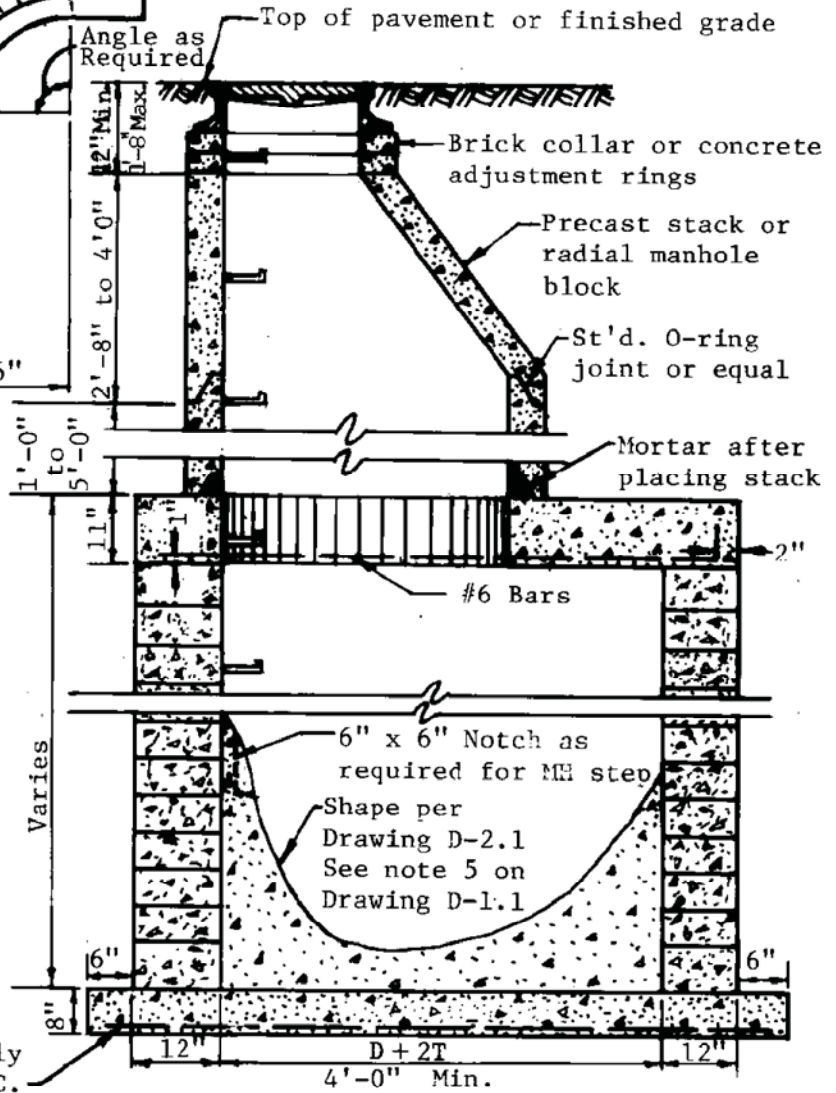 Top of pavement or finished grade
Angle as
Required
12" Min
1-8" Max.
Brick collar or concrete
adjustment rings
Precast stack or
radial manhole
block
2'-8" to 4'0"
St'd. O-ring
joint or equal
1'-0"
to
5'-0"
Mortar after
placing stack
11"
1"
2"
#6 Bars
6" x 6" Notch as
required for MH step
Shape per
Drawing D-2.1
See note 5 on
Drawing D-1.1
Varies
6"
6"
8"
12"
D + 2T
12"
4'-0" Min.